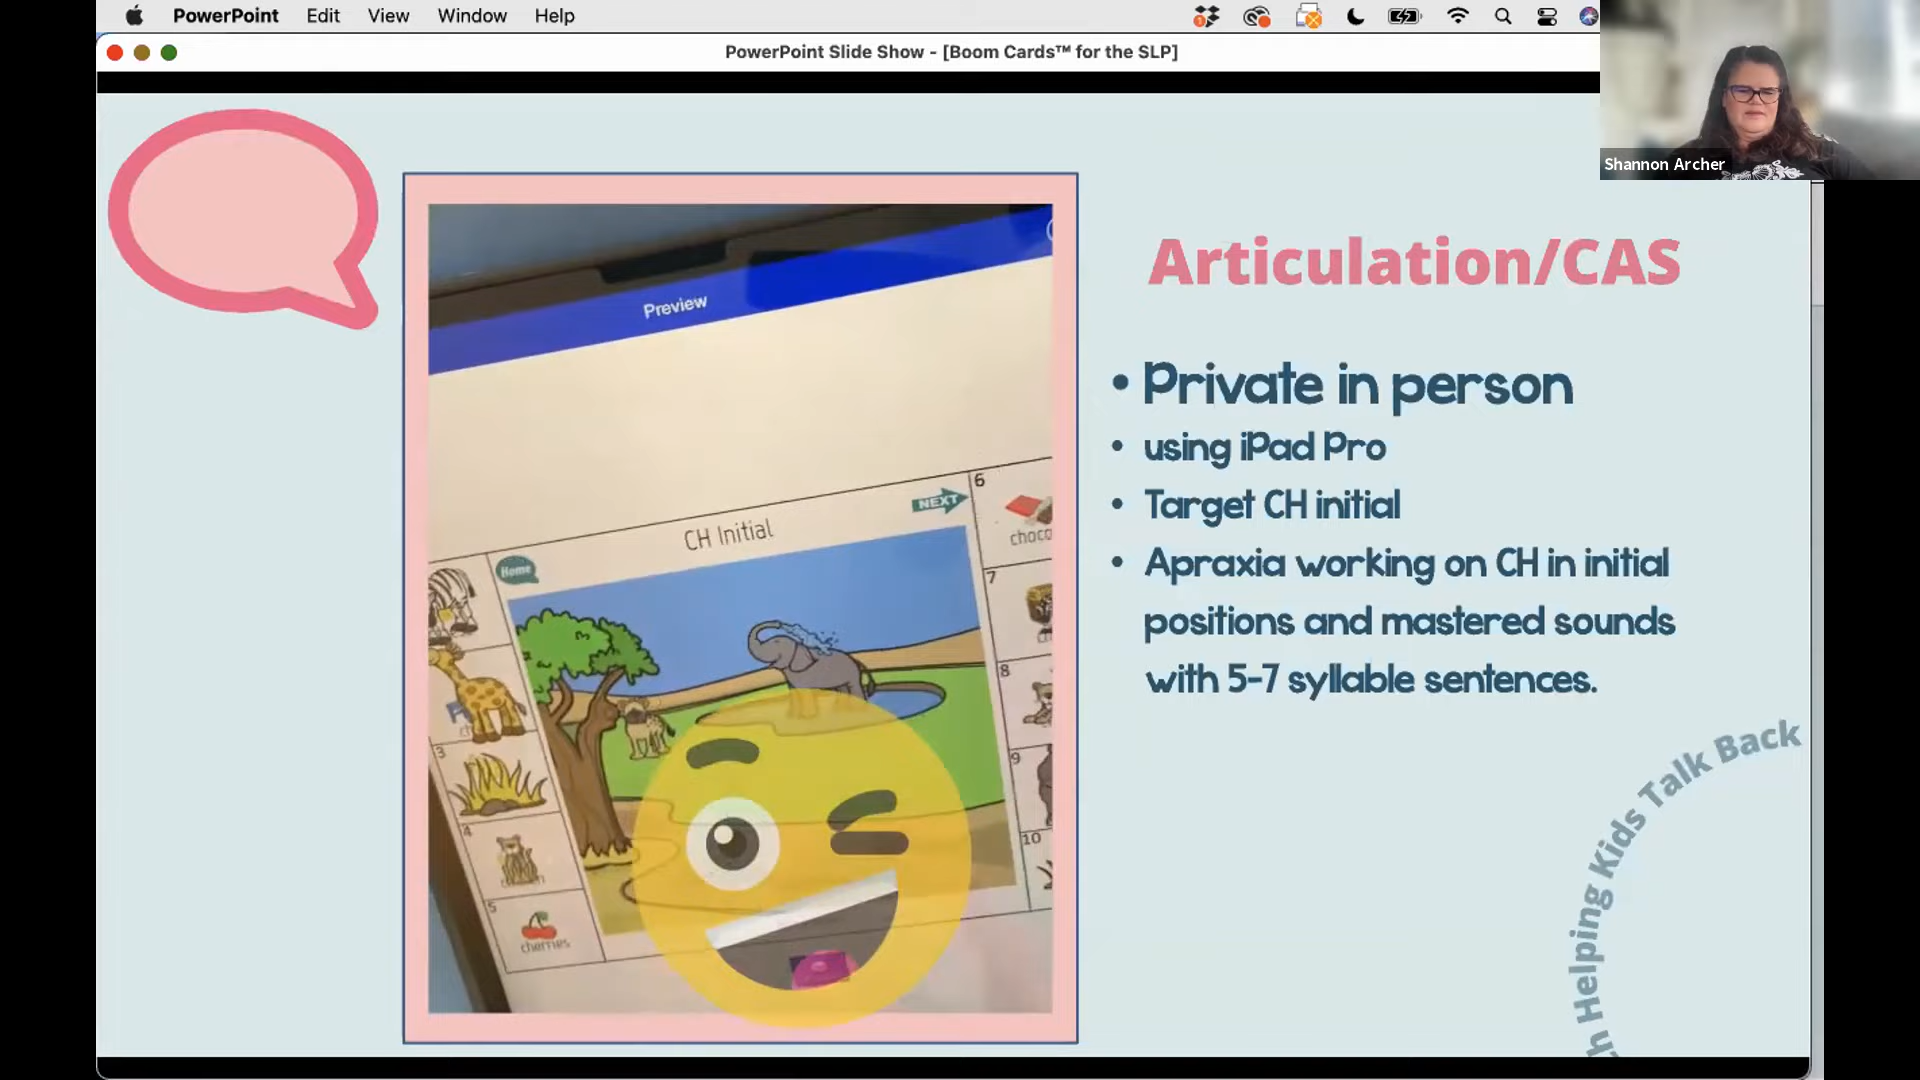 PowerPoint Edit View Window Help
PowerPoint Slide Show - [Boom Cards™ for the SLP]
Shannon Archer
Articulation/CAS
• Private in person
• using iPad Pro
• Target CH initial
• Apraxia working on CH in initial
positions and mastered sounds
with 5-7 syllable sentences.
Preview
CH Initial
NEXT
Home
6
choco
7
8
3
9
4
10
5
cherries
h Helping Kids Talk Back